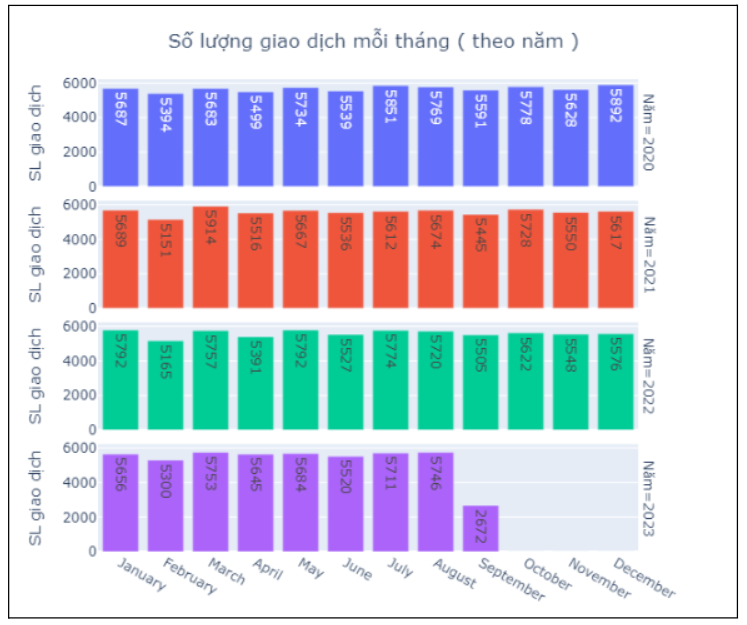 Số lượng giao dịch mỗi tháng ( theo năm )
SL giao dịch
6000
4000
2000
0
5687
5394
5683
5499
5734
5539
5851
5769
5591
5778
5628
5892
Năm=2020
SL giao dịch
6000
4000
2000
0
5689
5151
5914
5516
5667
5536
5612
5674
5445
5728
5550
5617
Năm=2021
SL giao dịch
6000
4000
2000
0
5792
5165
5757
5391
5792
5527
5774
5720
5505
5622
5548
5576
Năm=2022
SL giao dịch
6000
4000
2000
0
5656
5300
5753
5645
5684
5520
5711
5746
2672
Năm=2023
January
February
March
April
May
June
July
August
September
October
November
December